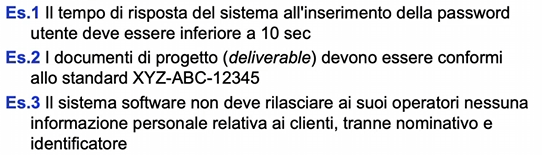 Es.1 Il tempo di risposta del sistema all'inserimento della password
utente deve essere inferiore a 10 sec
Es.2 I documenti di progetto (deliverable) devono essere conformi
allo standard XYZ-ABC-12345
Es.3 Il sistema software non deve rilasciare ai suoi operatori nessuna
informazione personale relativa ai clienti, tranne nominativo e
identificatore